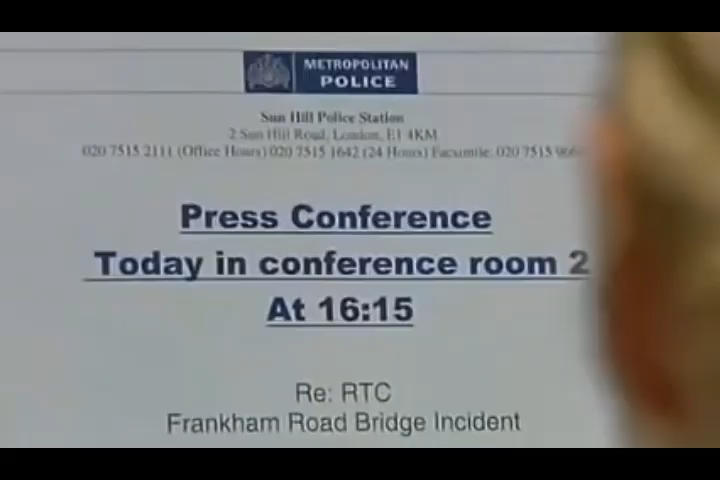 METROPOLITAN
POLICE
Sun Hill Police Station
2 Sun Hill Road, London, E1 4KM
020 7515 2111 (Office Hours) 020 7515 1642 (24 Hours) Facsimile: 020 7515
Press Conference
Today in conference room 2
At 16:15
Re: RTC
Frankham Road Bridge Incident